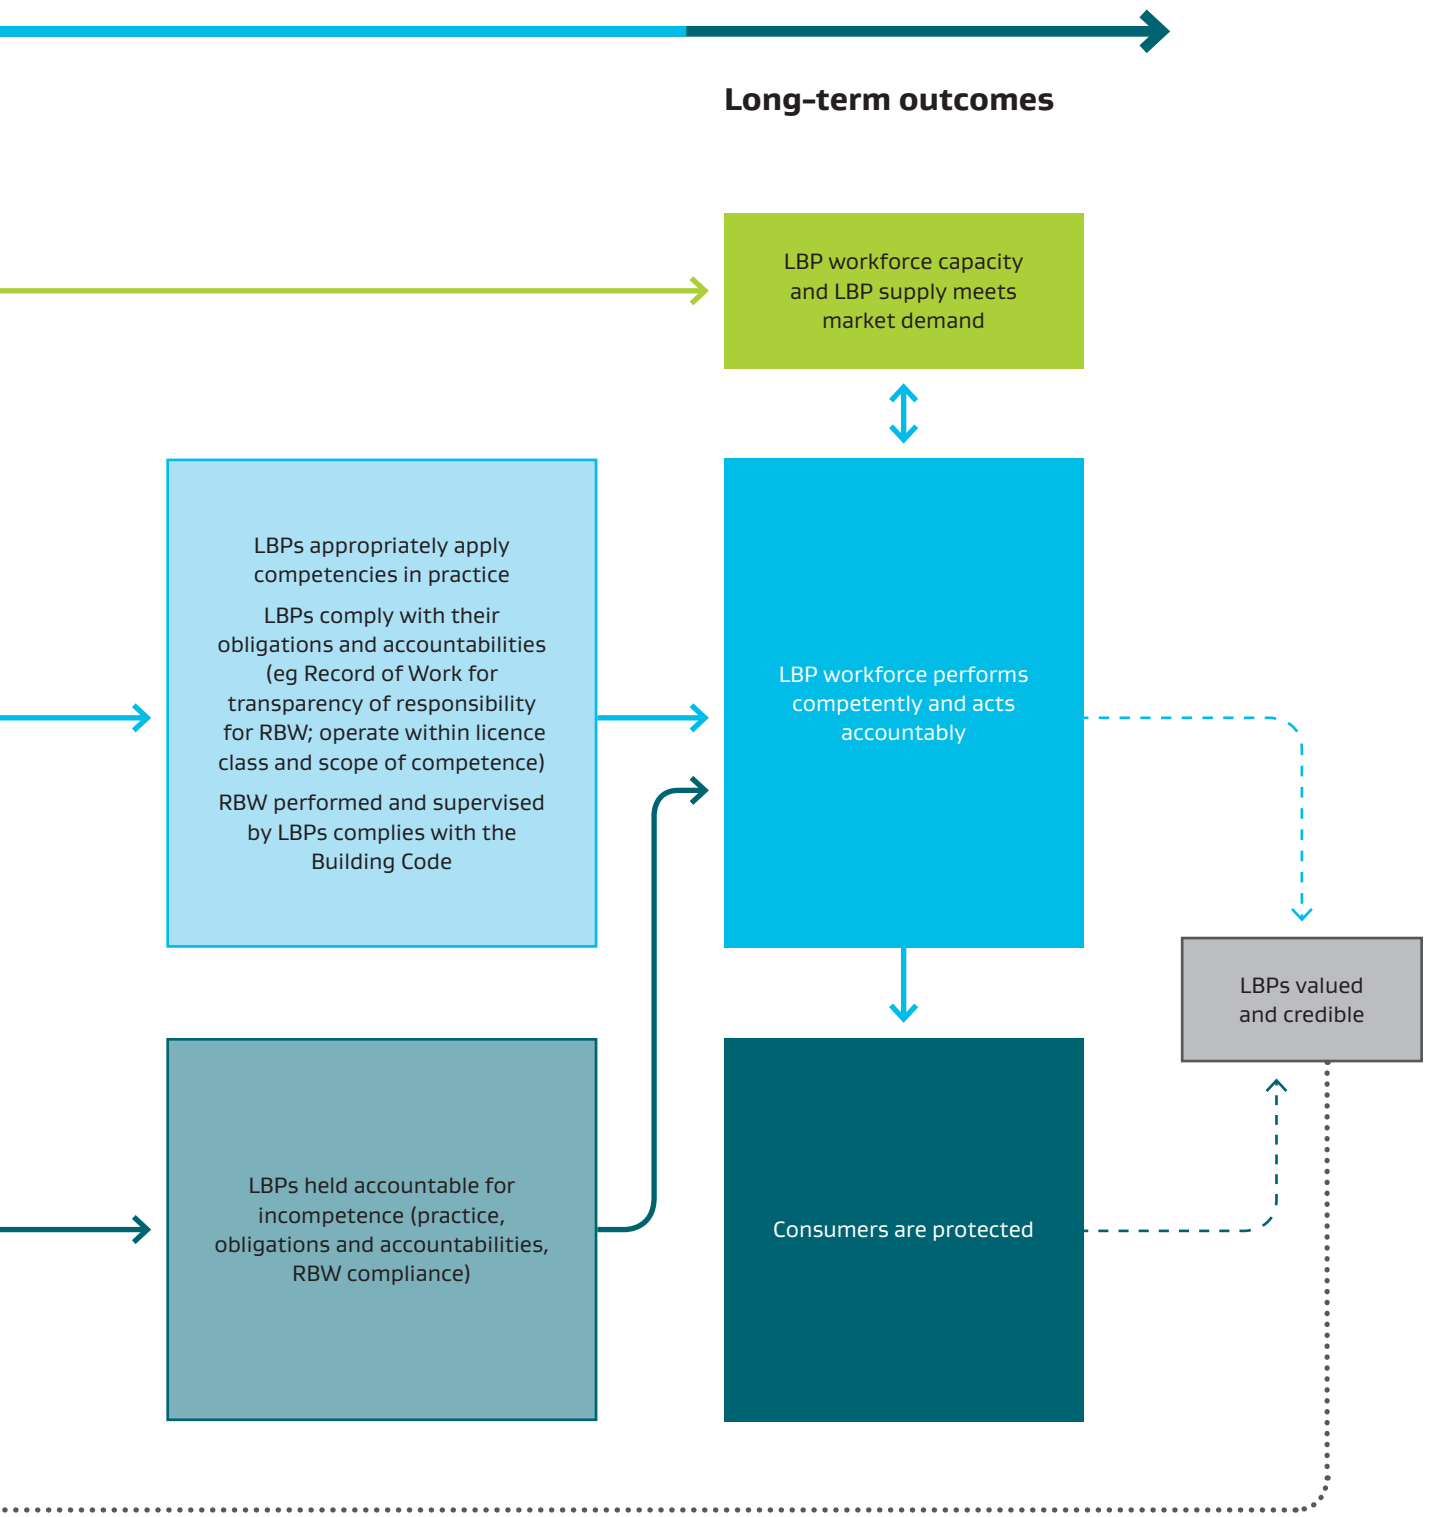 Long-term outcomes
LBP workforce capacity
and LBP supply meets
market demand
LBPs appropriately apply
competencies in practice
LBPs comply with their
obligations and accountabilities
(eg Record of Work for
transparency of responsibility
for RBW; operate within licence
class and scope of competence)
RBW performed and supervised
by LBPs complies with the
Building Code
LBP workforce performs
competently and acts
accountably
LBPs valued
and credible
LBPs held accountable for
incompetence (practice,
obligations and accountabilities,
RBW compliance)
Consumers are protected